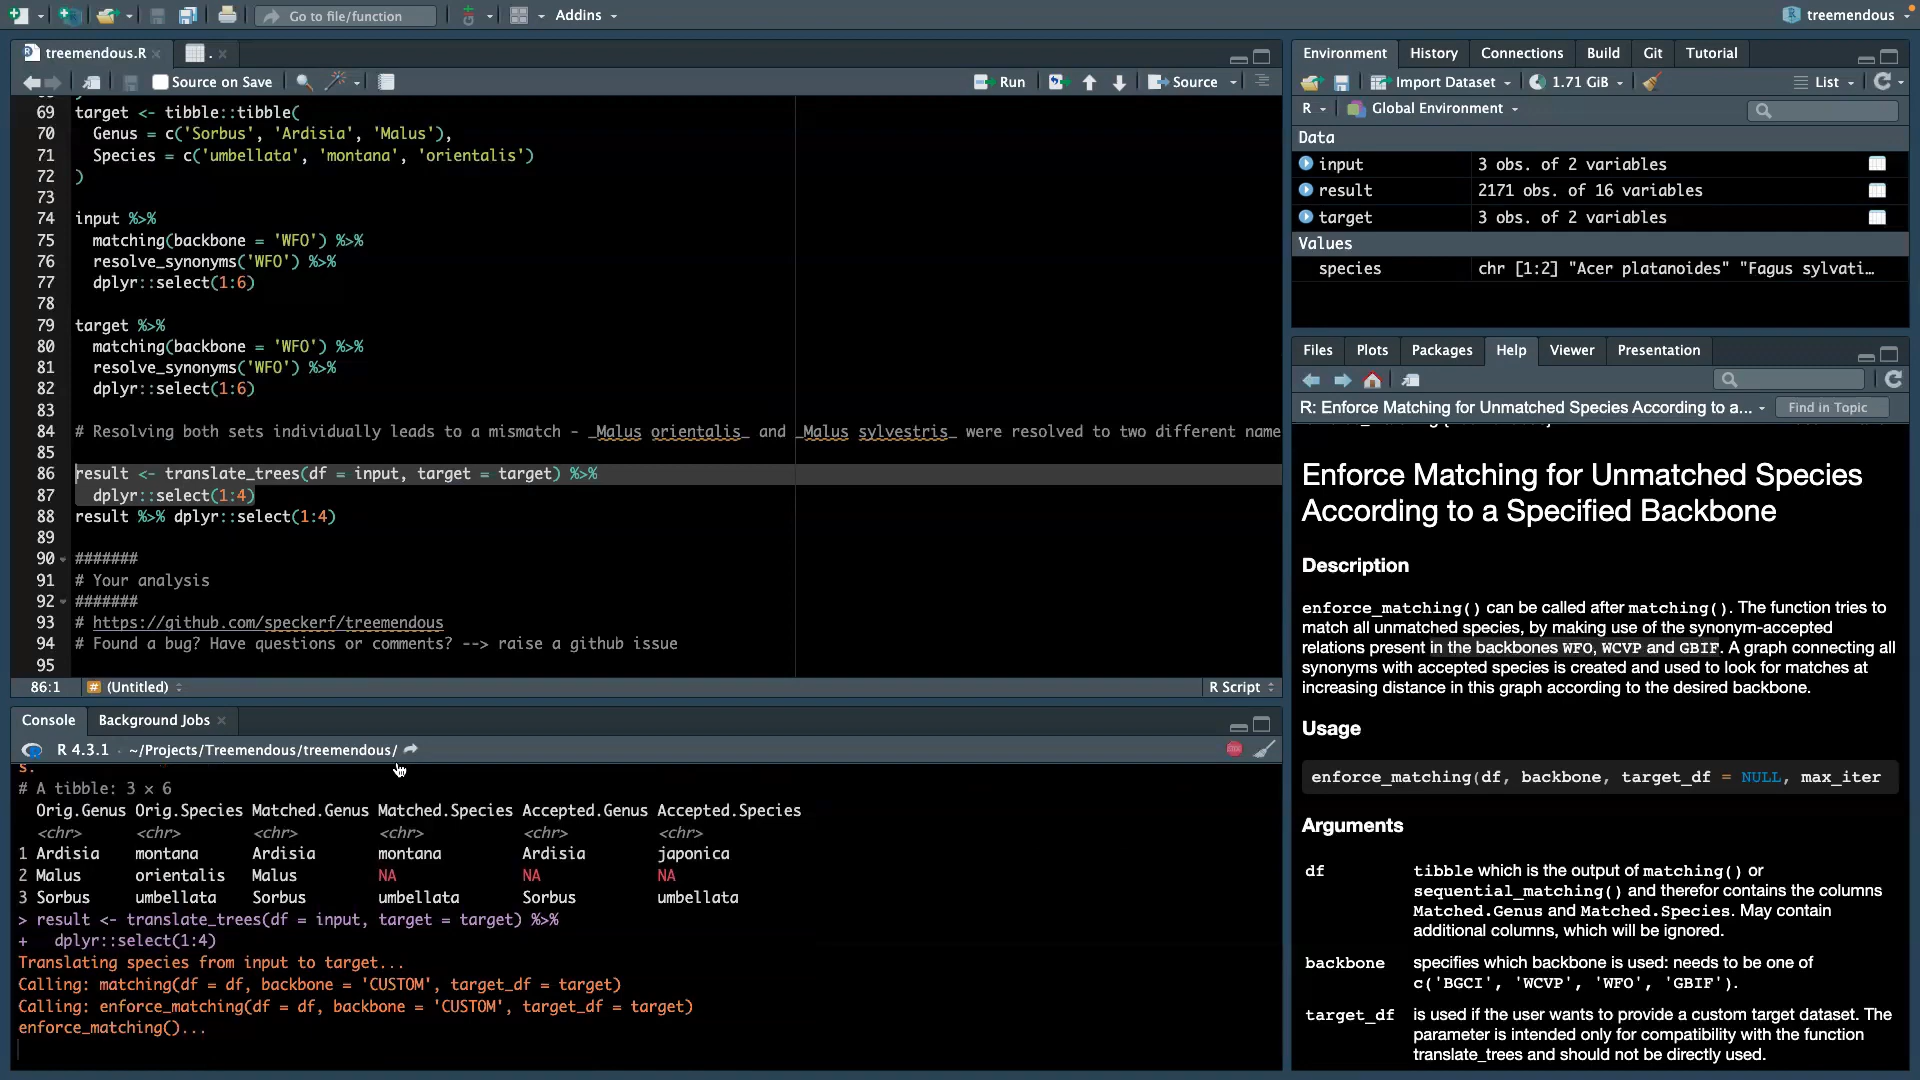 Go to file/function
Addins
treemendous
treemendous.R
.
Source on Save
Run
Source
69 target <- tibble::tibble(
70 Genus = c('Sorbus', 'Ardisia', 'Malus'),
71 Species = c('umbellata', 'montana', 'orientalis')
72 )
73
74 input %>%
75 matching(backbone = 'WFO') %>%
76 resolve_synonyms('WFO') %>%
77 dplyr::select(1:6)
78
79 target %>%
80 matching(backbone = 'WFO') %>%
81 resolve_synonyms('WFO') %>%
82 dplyr::select(1:6)
83
84 # Resolving both sets individually leads to a mismatch - _Malus orientalis_ and _Malus sylvestris_ were resolved to two different name
85
86 result <- translate_trees(df = input, target = target) %>%
87 dplyr::select(1:4)
88 result %>% dplyr::select(1:4)
89
90 #######
91 # Your analysis
92 #######
93 # https://github.com/speckerf/treemendous
94 # Found a bug? Have questions or comments? --> raise a github issue
95
86:1 # (Untitled)
R Script
Console
Background Jobs
R 4.3.1 · ~/Projects/Treemendous/treemendous/
s.
# A tibble: 3 × 6
Orig.Genus Orig.Species Matched.Genus Matched.Species Accepted.Genus Accepted.Species
<chr> <chr> <chr> <chr> <chr> <chr>
1 Ardisia montana Ardisia montana Ardisia japonica
2 Malus orientalis Malus NA NA NA
3 Sorbus umbellata Sorbus umbellata Sorbus umbellata
> result <- translate_trees(df = input, target = target) %>%
+ dplyr::select(1:4)
Translating species from input to target...
Calling: matching(df = df, backbone = 'CUSTOM', target_df = target)
Calling: enforce_matching(df = df, backbone = 'CUSTOM', target_df = target)
enforce_matching()...
Environment
History
Connections
Build
Git
Tutorial
Import Dataset
1.71 GiB
List
R
Global Environment
Data
input 3 obs. of 2 variables
result 2171 obs. of 16 variables
target 3 obs. of 2 variables
Values
species chr [1:2] "Acer platanoides" "Fagus sylvati…
Files
Plots
Packages
Help
Viewer
Presentation
R: Enforce Matching for Unmatched Species According to a...
Find in Topic
Enforce Matching for Unmatched Species
According to a Specified Backbone
Description
enforce_matching() can be called after matching(). The function tries to
match all unmatched species, by making use of the synonym-accepted
relations present in the backbones WFO, WCVP and GBIF. A graph connecting all
synonyms with accepted species is created and used to look for matches at
increasing distance in this graph according to the desired backbone.
Usage
enforce_matching(df, backbone, target_df = NULL, max_iter
Arguments
df tibble which is the output of matching() or
sequential_matching() and therefor contains the columns
Matched.Genus and Matched.Species. May contain
additional columns, which will be ignored.
backbone specifies which backbone is used: needs to be one of
c('BGCI', 'WCVP', 'WFO', 'GBIF').
target_df is used if the user wants to provide a custom target dataset. The
parameter is intended only for compatibility with the function
translate_trees and should not be directly used.